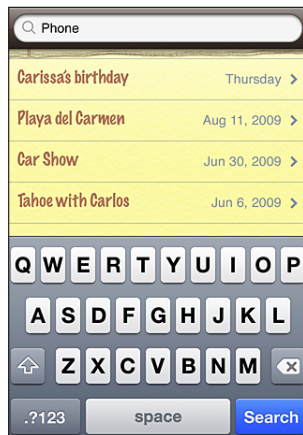 Phone
Carissa's birthday Thursday
Playa del Carmen Aug 11, 2009
Car Show Jun 30, 2009
Tahoe with Carlos Jun 6, 2009
Q W E R T Y U I O P
A S D F G H J K L
Z X C V B N M
.?123 space Search